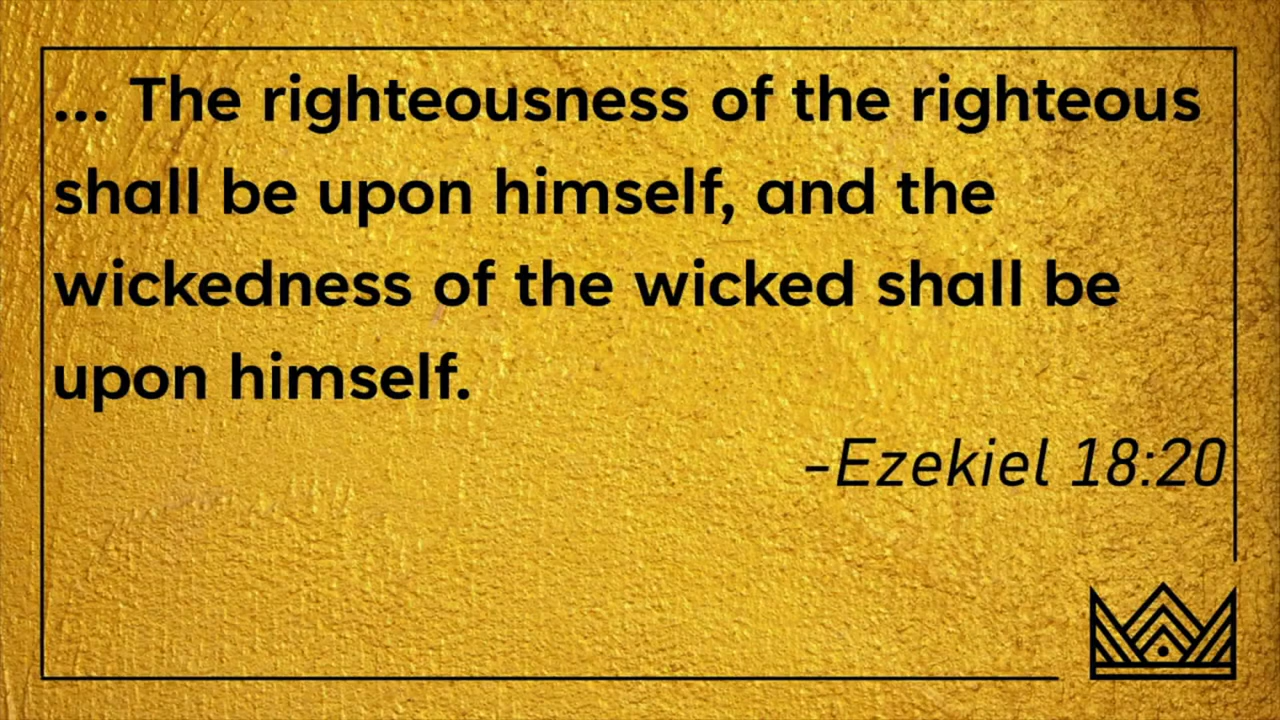 ... The righteousness of the righteous
shall be upon himself, and the
wickedness of the wicked shall be
upon himself.
-Ezekiel 18:20